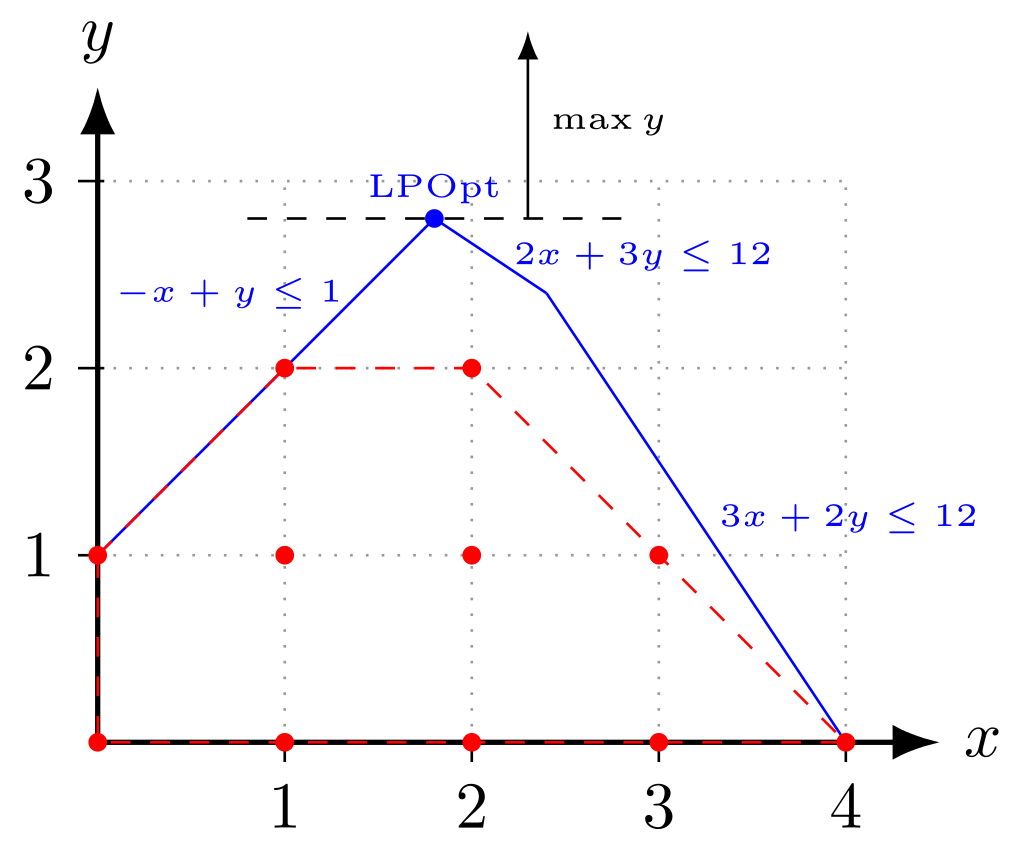 y
max y
3
LPOpt
2x + 3y ≤ 12
−x + y ≤ 1
2
3x + 2y ≤ 12
1
x
1 2 3 4